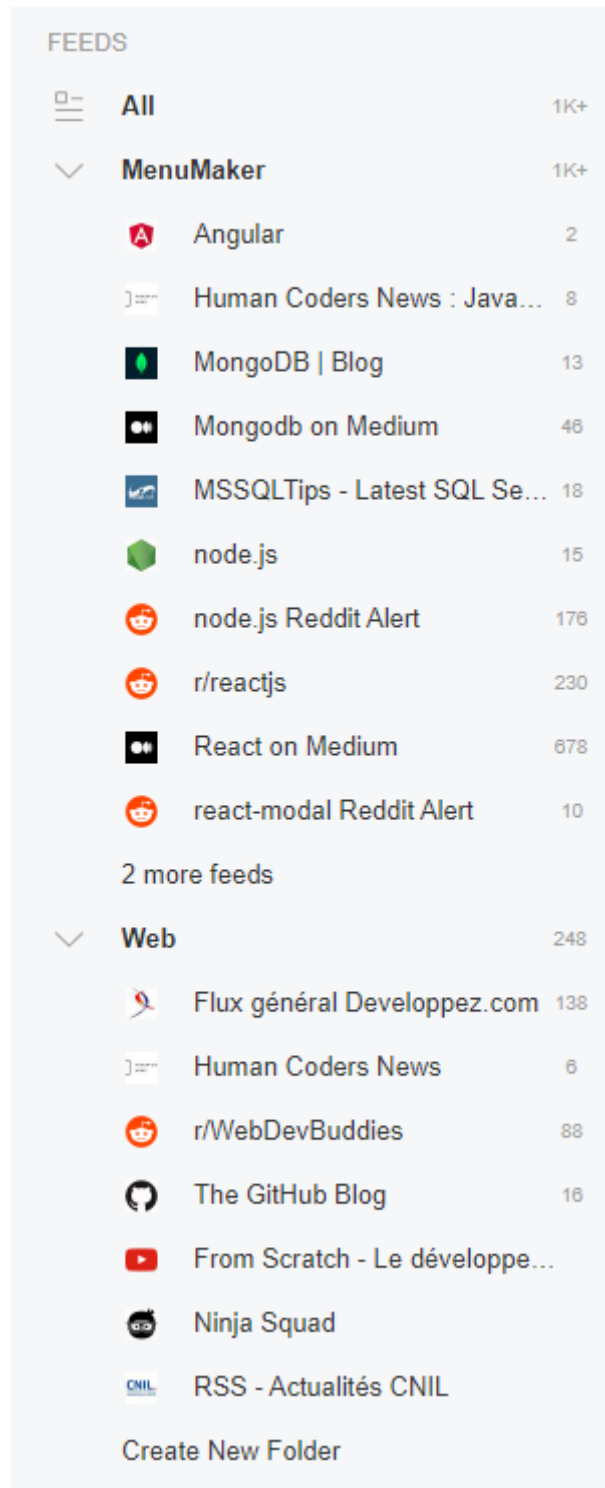 FEEDS
All 1K+
MenuMaker 1K+
Angular 2
Human Coders News : Java... 8
MongoDB | Blog 13
Mongodb on Medium 46
MSSQLTips - Latest SQL Se... 18
node.js 15
node.js Reddit Alert 176
r/reactjs 230
React on Medium 678
react-modal Reddit Alert 10
2 more feeds
Web 248
Flux général Developpez.com 138
Human Coders News 6
r/WebDevBuddies 88
The GitHub Blog 16
From Scratch - Le développe...
Ninja Squad
CNIL. RSS - Actualités CNIL
Create New Folder